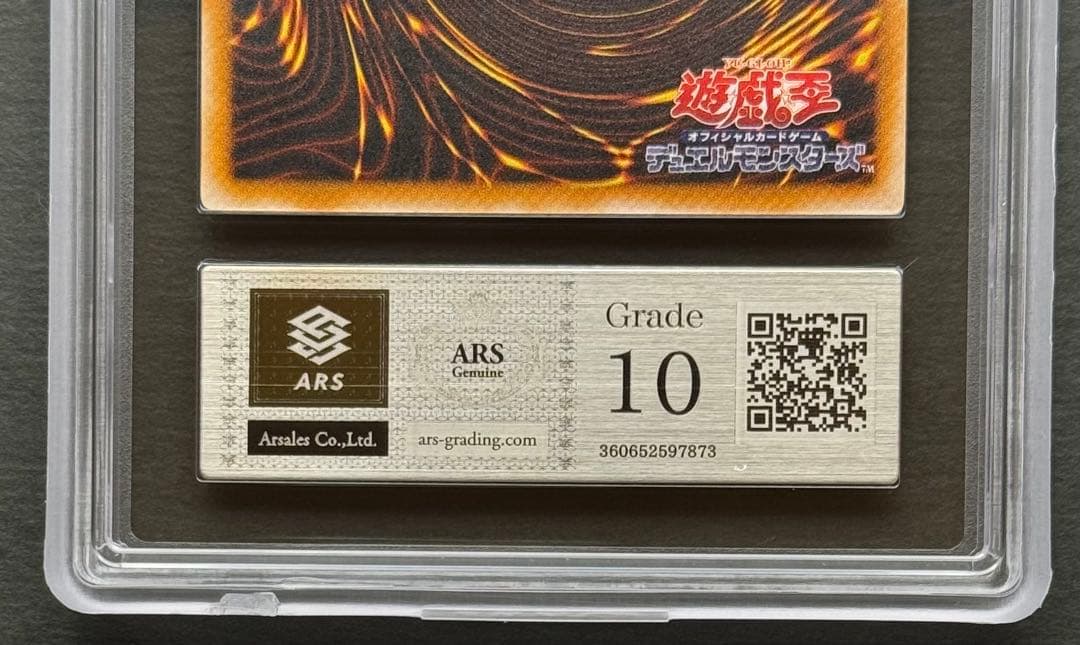 YU-GI-OH!
遊戯王
オフィシャルカードゲーム
デュエルモンスターズ™
ARS
Arsales Co.,Ltd.
ARS
Genuine
ars-grading.com
Grade
10
360652597873